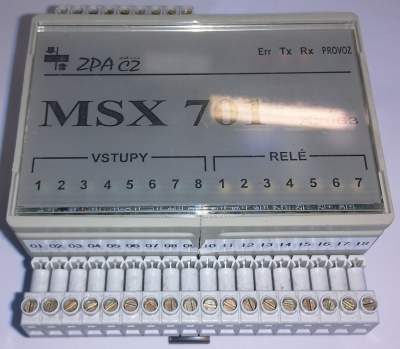 Err Tx Rx PROVOZ
ZPA CZ
MSX 701
VSTUPY RELÉ
1 2 3 4 5 6 7 8 1 2 3 4 5 6 7
01 02 03 04 05 06 07 08 09 10 11 12 13 14 15 16 17 18